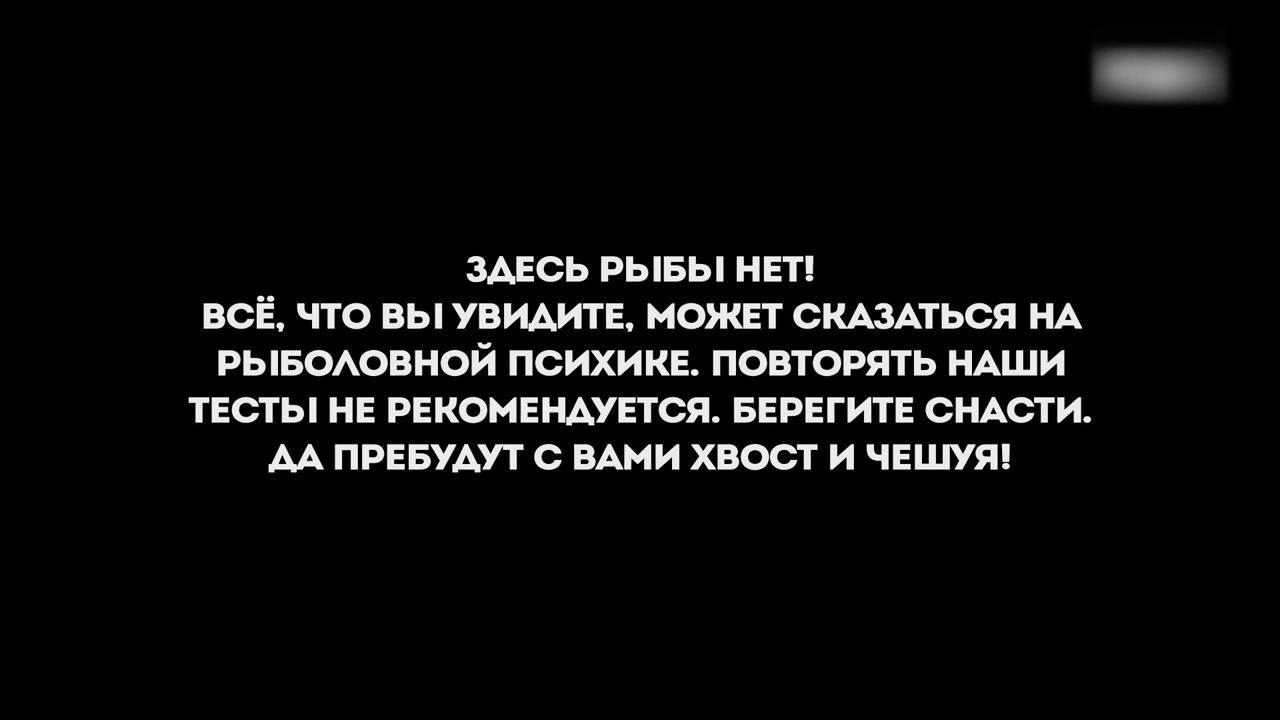 ЗДЕСЬ РЫБЫ НЕТ!
ВСЁ, ЧТО ВЫ УВИДИТЕ, МОЖЕТ СКАЗАТЬСЯ НА
РЫБОЛОВНОЙ ПСИХИКЕ. ПОВТОРЯТЬ НАШИ
ТЕСТЫ НЕ РЕКОМЕНДУЕТСЯ. БЕРЕГИТЕ СНАСТИ.
ДА ПРЕБУДУТ С ВАМИ ХВОСТ И ЧЕШУЯ!